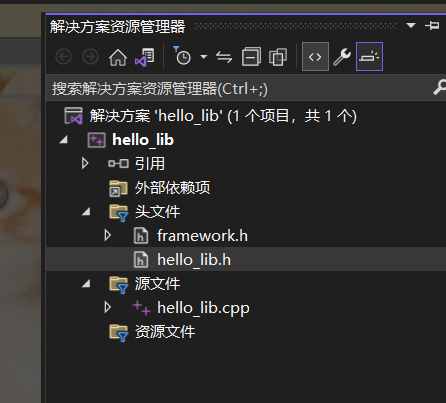 解决方案资源管理器
搜索解决方案资源管理器(Ctrl+;)
解决方案 'hello_lib' (1 个项目，共 1 个)
hello_lib
引用
外部依赖项
头文件
framework.h
hello_lib.h
源文件
hello_lib.cpp
资源文件